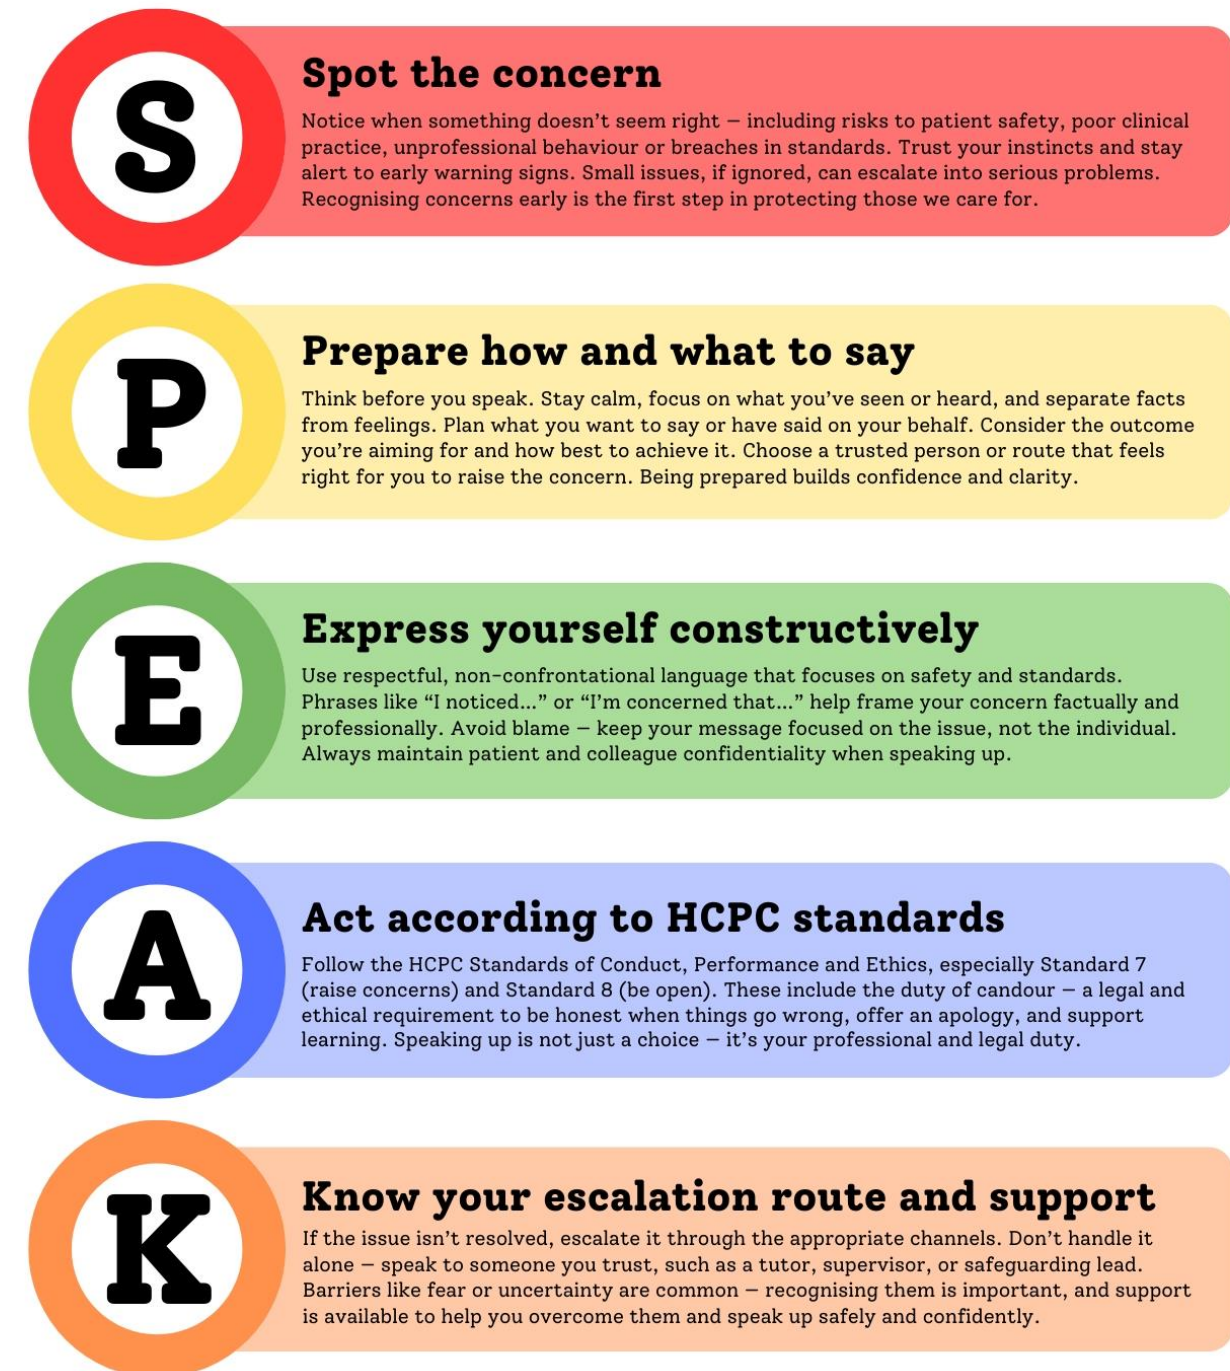 S
Spot the concern
Notice when something doesn’t seem right – including risks to patient safety, poor clinical
practice, unprofessional behaviour or breaches in standards. Trust your instincts and stay
alert to early warning signs. Small issues, if ignored, can escalate into serious problems.
Recognising concerns early is the first step in protecting those we care for.
P
Prepare how and what to say
Think before you speak. Stay calm, focus on what you’ve seen or heard, and separate facts
from feelings. Plan what you want to say or have said on your behalf. Consider the outcome
you’re aiming for and how best to achieve it. Choose a trusted person or route that feels
right for you to raise the concern. Being prepared builds confidence and clarity.
E
Express yourself constructively
Use respectful, non-confrontational language that focuses on safety and standards.
Phrases like “I noticed...” or “I’m concerned that...” help frame your concern factually and
professionally. Avoid blame – keep your message focused on the issue, not the individual.
Always maintain patient and colleague confidentiality when speaking up.
A
Act according to HCPC standards
Follow the HCPC Standards of Conduct, Performance and Ethics, especially Standard 7
(raise concerns) and Standard 8 (be open). These include the duty of candour – a legal and
ethical requirement to be honest when things go wrong, offer an apology, and support
learning. Speaking up is not just a choice – it’s your professional and legal duty.
K
Know your escalation route and support
If the issue isn’t resolved, escalate it through the appropriate channels. Don’t handle it
alone – speak to someone you trust, such as a tutor, supervisor, or safeguarding lead.
Barriers like fear or uncertainty are common – recognising them is important, and support
is available to help you overcome them and speak up safely and confidently.